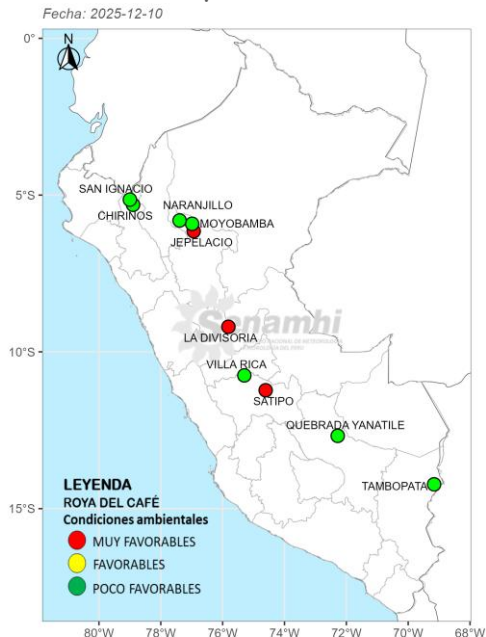 Fecha: 2025-12-10
N
0°
SAN IGNACIO
NARANJILLO
5°S
CHIRINOS
MOYOBAMBA
JEPELACIO
Senamhi
LA DIVISORIA
10°S
VILLA RICA
SATIPO
QUEBRADA YANATILE
TAMBOPATA
LEYENDA
ROYA DEL CAFÉ
15°S
Condiciones ambientales
MUY FAVORABLES
FAVORABLES
POCO FAVORABLES
80°W 78°W 76°W 74°W 72°W 70°W 68°W